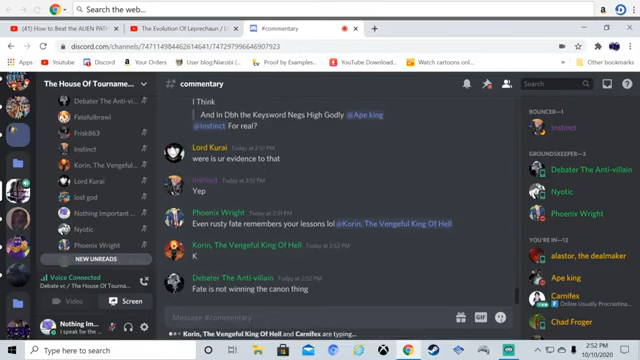 Search the web...
(41) How to Beat the ALIEN PAT
The Evolution Of Leprechaun / L
#commentary
discord.com/channels/747119844262614641/747297996646907923
Apps
Bookmarks
YouTube
Discord
Your Orders
Blog User_Nierobi (
Proof by Examples...
Watch cartoons onl...
Other bookmarks
The House Of Tourname...
Debater The Anti-vi...
Fatefulbrawl
Frisk863
Instinct
Korin, The Vengeful...
Lord Kurai
lost god
Nothing Important
Nyotic
Phoenix Wright
NEW UNREADS
Voice Connected
Debate vc / The House Of Tourna...
Video
Screen
Nothing Im...
I speak for the...
# commentary
I Think
And in Dbh the Keysword Negs High Godly @Ape king
@Instinct For real?
Lord Kurai Today at 2:51 PM
were is ur evidence to that
Instinct Today at 2:51 PM
Yep
Phoenix Wright Today at 2:51 PM
Even rusty fate remembers your lessons lol @Korin, The Vengeful King Of Hell
Korin, The Vengeful King Of Hell Today at 2:52 PM
K
Debater The Anti-villain Today at 2:52 PM
Fate is not winning the canon thing
Message #commentary
GIF
Korin, The Vengeful King Of Hell and Carnifex are typing...
Search
BOUNCER—1
Instinct
GROUNDSKEEPER—3
Debater The Anti-villain
Nyotic
Phoenix Wright
YOU'RE IN—13
alastor, the dealmaker
Ape king
Carnifex
Online Usually Procrastina...
Chad Froger
Type here to search
2:52 PM
10/10/2020